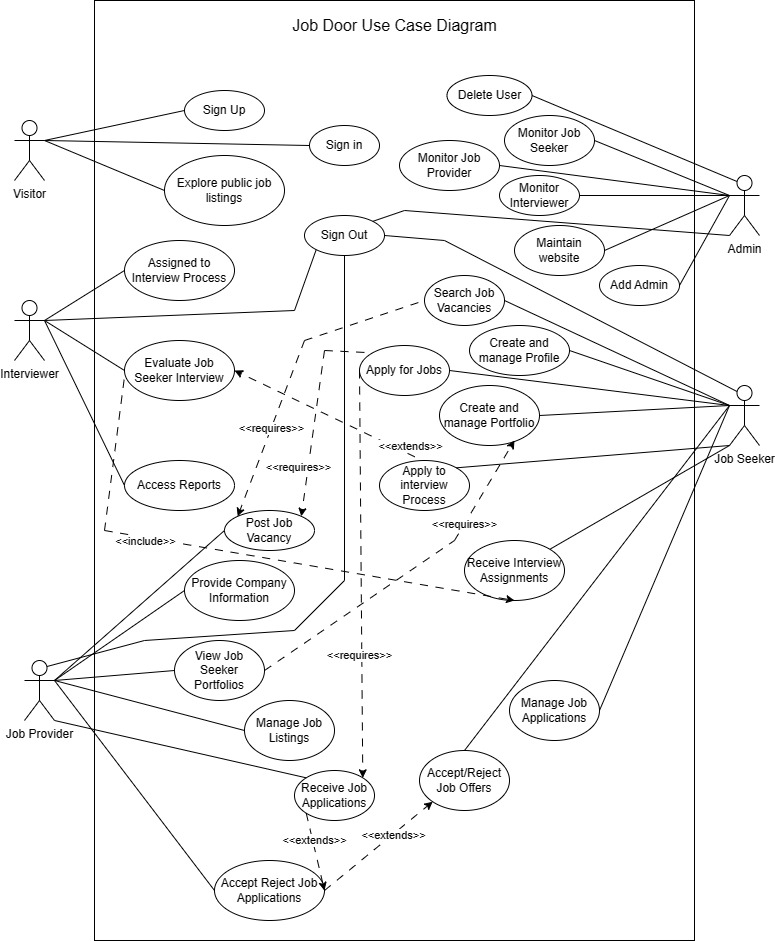 Job Door Use Case Diagram
Delete User
Sign Up
Monitor Job
Seeker
Sign in
Monitor Job
Provider
Visitor
Explore public job
listings
Monitor
Interviewer
Sign Out
Maintain
website
Admin
Assigned to
Interview Process
Add Admin
Search Job
Vacancies
Create and
manage Profile
Interviewer
Evaluate Job
Seeker Interview
Apply for Jobs
Create and
manage Portfolio
<<requires>>
<<extends>>
Job Seeker
<<requires>>
Access Reports
Apply to
interview
Process
Post Job
Vacancy
<<requires>>
<<include>>
Receive Interview
Assignments
Provide Company
Information
View Job
Seeker
Portfolios
<<requires>>
Manage Job
Applications
Job Provider
Manage Job
Listings
Receive Job
Applications
Accept/Reject
Job Offers
<<extends>>
<<extends>>
Accept Reject Job
Applications